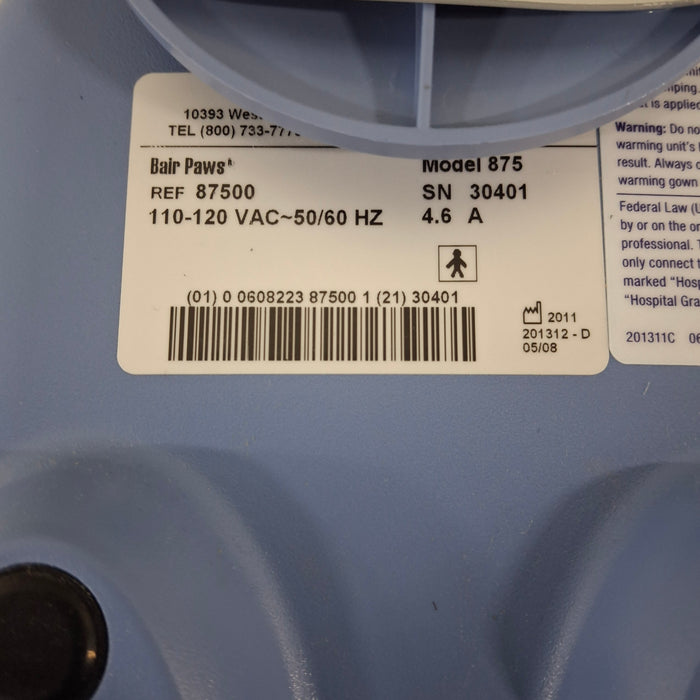 10393 Wes
TEL (800) 733-777
Bair Paws®
Model 875
REF 87500
SN 30401
110-120 VAC~50/60 HZ
4.6 A
(01) 0 0608223 87500 1 (21) 30401
2011
201312 - D
05/08
is applied
Warning: Do no
warming unit's
result. Always
warming gown
Federal Law (U
by or on the or
professional.
only connect t
marked "Hosp
"Hospital Gra
201311C 06